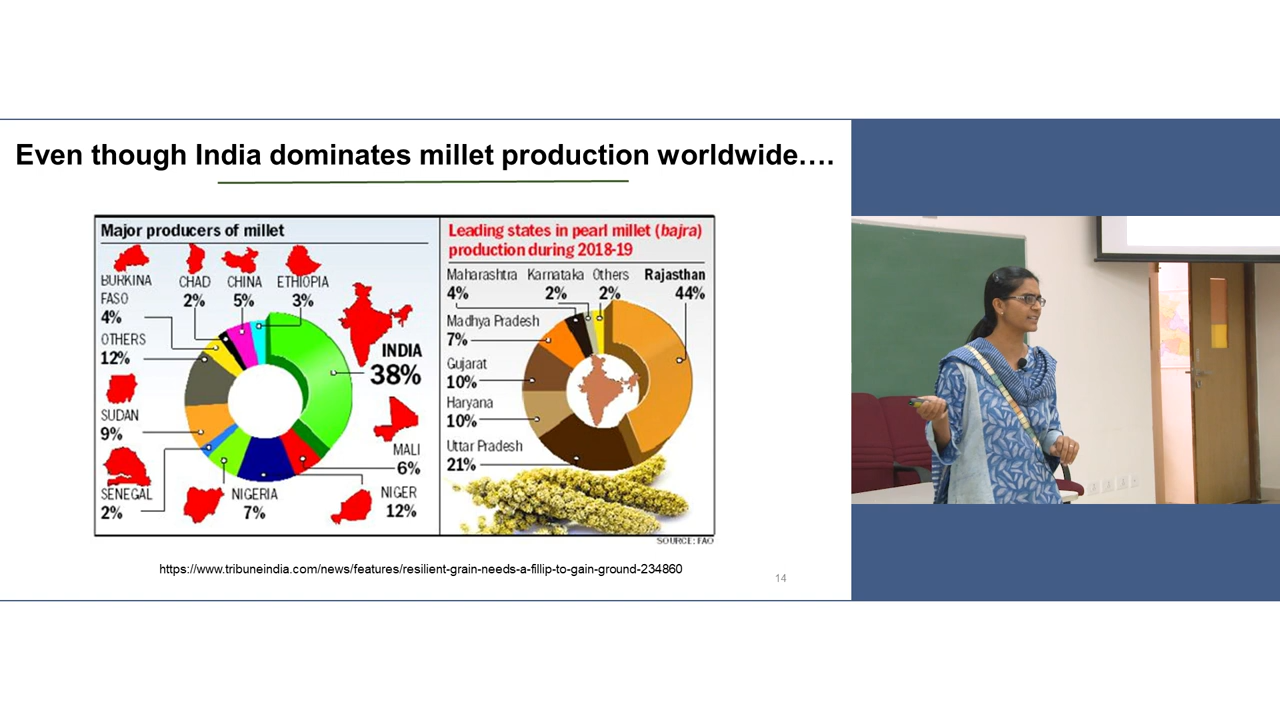 Even though India dominates millet production worldwide....
Major producers of millet
BURKINA
FASO
4%
CHAD
2%
CHINA
5%
ETHIOPIA
3%
OTHERS
12%
INDIA
38%
SUDAN
9%
MALI
6%
SENEGAL
2%
NIGERIA
7%
NIGER
12%
Leading states in pearl millet (bajra)
production during 2018-19
Maharashtra
4%
Karnataka
2%
Others
2%
Rajasthan
44%
Madhya Pradesh
7%
Gujarat
10%
Haryana
10%
Uttar Pradesh
21%
SOURCE: FAO
https://www.tribuneindia.com/news/features/resilient-grain-needs-a-fillip-to-gain-ground-234860
14